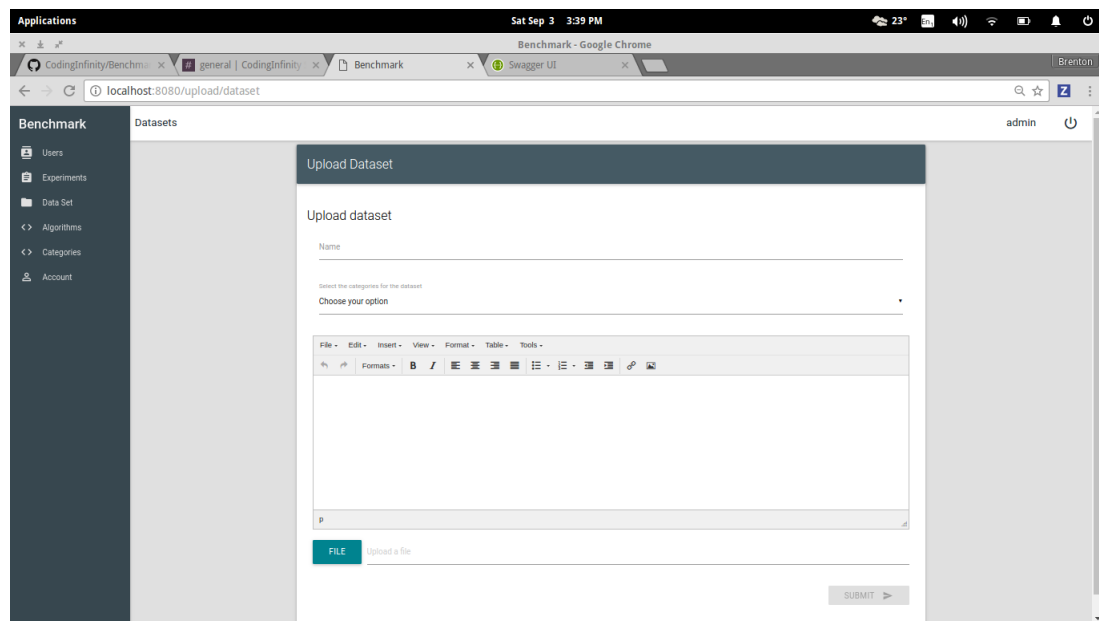 Applications
Sat Sep 3 3:39 PM
23°
En₁
Benchmark - Google Chrome
CodingInfinity/Benchma
general | CodingInfinity
Benchmark
Swagger UI
Brenton
localhost:8080/upload/dataset
Z
Benchmark
Datasets
admin
Users
Experiments
Data Set
Algorithms
Categories
Account
Upload Dataset
Upload dataset
Name
Select the categories for the dataset
Choose your option
File Edit Insert View Format Table Tools
Formats B I
p
FILE
Upload a file
SUBMIT